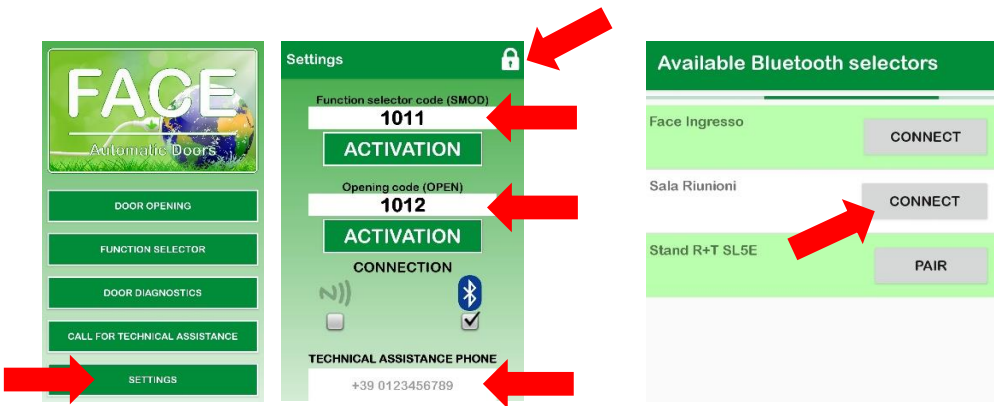 FACE
Automatic Doors
DOOR OPENING
FUNCTION SELECTOR
DOOR DIAGNOSTICS
CALL FOR TECHNICAL ASSISTANCE
SETTINGS
Settings
Function selector code (SMOD)
1011
ACTIVATION
Opening code (OPEN)
1012
ACTIVATION
CONNECTION
TECHNICAL ASSISTANCE PHONE
+39 0123456789
Available Bluetooth selectors
Face Ingresso
CONNECT
Sala Riunioni
CONNECT
Stand R+T SL5E
PAIR